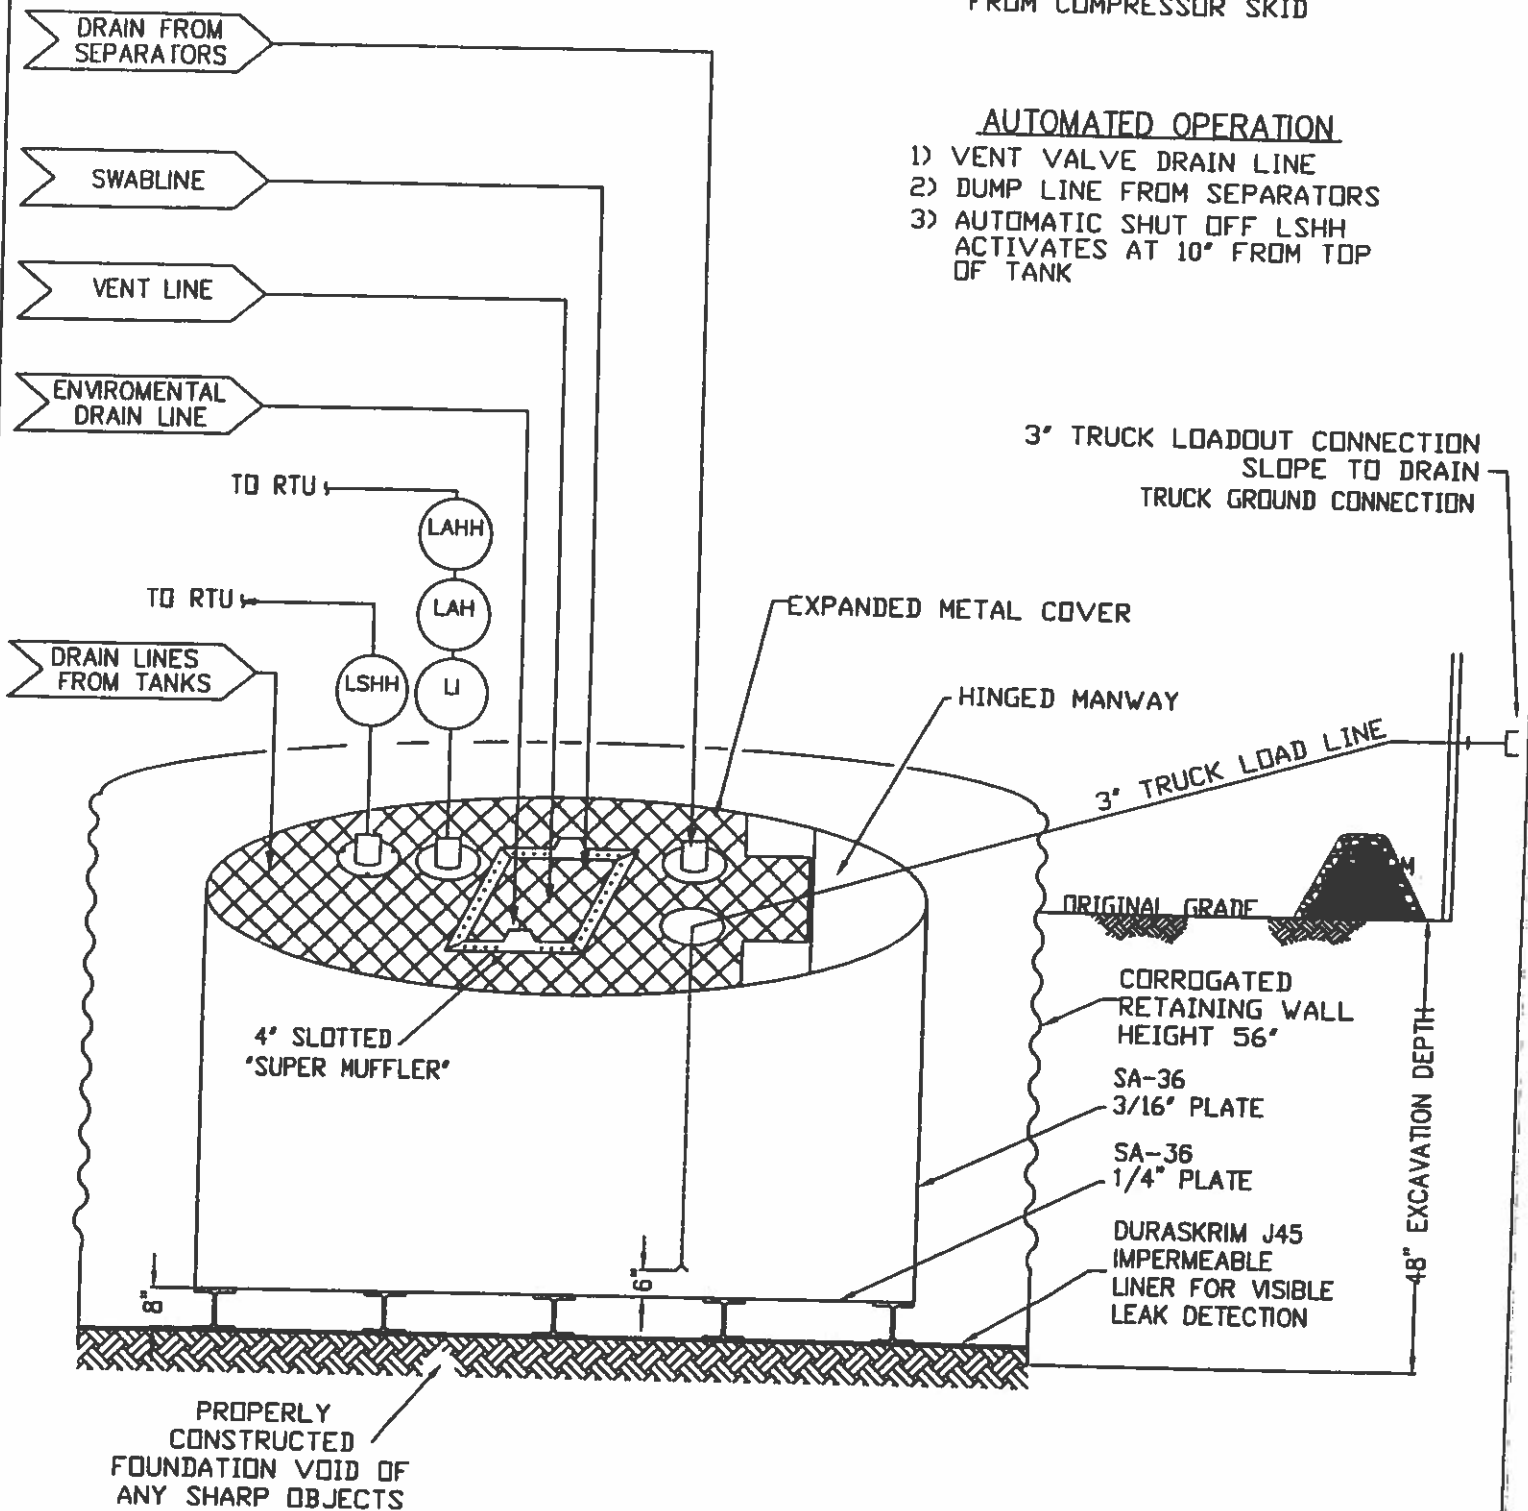 FROM COMPRESSOR SKID
DRAIN FROM
SEPARATORS
AUTOMATED OPERATION
1) VENT VALVE DRAIN LINE
2) DUMP LINE FROM SEPARATORS
3) AUTOMATIC SHUT OFF LSHH
ACTIVATES AT 10" FROM TOP
OF TANK
SWABLINE
VENT LINE
ENVIROMENTAL
DRAIN LINE
3" TRUCK LOADOUT CONNECTION
SLOPE TO DRAIN
TRUCK GROUND CONNECTION
TO RTU
LAHH
TO RTU
LAH
EXPANDED METAL COVER
DRAIN LINES
FROM TANKS
LSHH
LI
HINGED MANWAY
3" TRUCK LOAD LINE
ORIGINAL GRADE
CORROGATED
RETAINING WALL
HEIGHT 56"
4" SLOTTED
"SUPER MUFFLER"
SA-36
3/16" PLATE
SA-36
1/4" PLATE
48" EXCAVATION DEPTH
DURASKRIM J45
IMPERMEABLE
LINER FOR VISIBLE
LEAK DETECTION
8"
6"
PROPERLY
CONSTRUCTED
FOUNDATION VOID OF
ANY SHARP OBJECTS